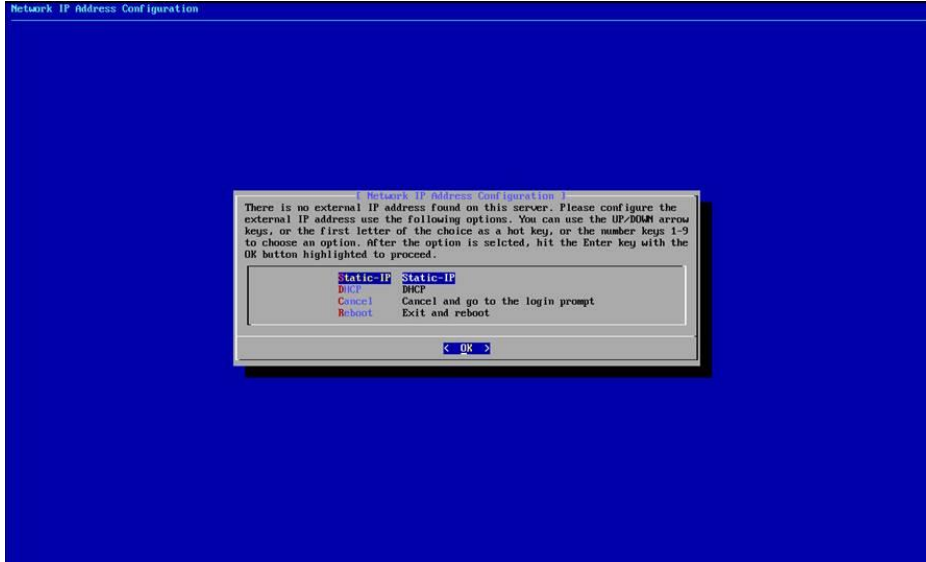 Network IP Address Configuration
[ Network IP Address Configuration ]
There is no external IP address found on this server. Please configure the
external IP address use the following options. You can use the UP/DOWN arrow
keys, or the first letter of the choice as a hot key, or the number keys 1-9
to choose an option. After the option is selcted, hit the Enter key with the
OK button highlighted to proceed.
Static-IP Static-IP
DHCP DHCP
Cancel Cancel and go to the login prompt
Reboot Exit and reboot
< OK >